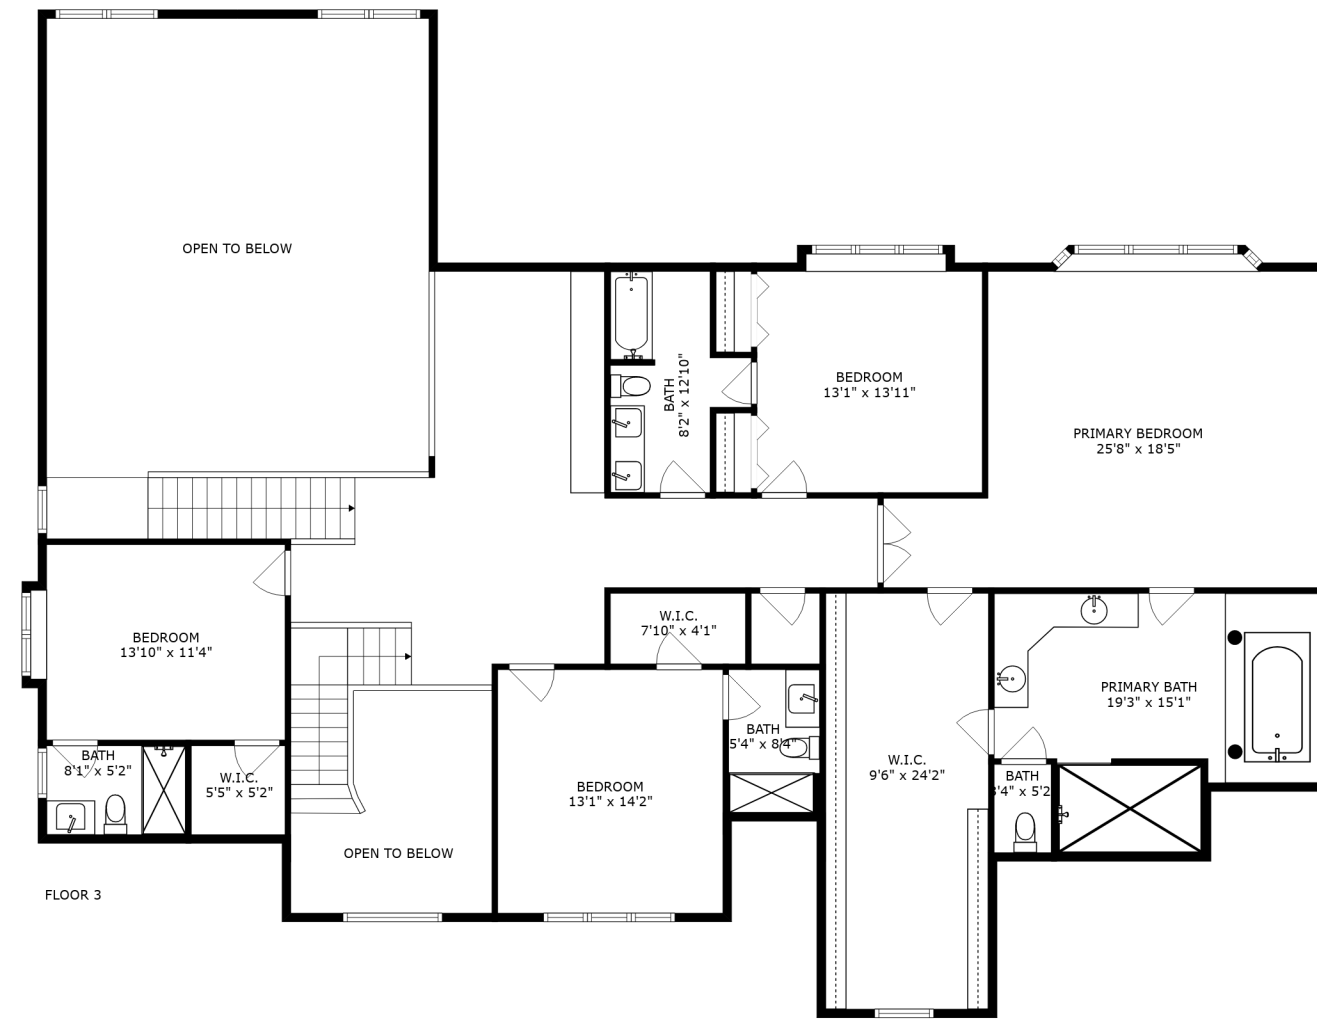 OPEN TO BELOW
BEDROOM
13'1" x 13'11"
BATH
8'2" x 12'10"
PRIMARY BEDROOM
25'8" x 18'5"
W.I.C.
7'10" x 4'1"
BEDROOM
13'10" x 11'4"
PRIMARY BATH
19'3" x 15'1"
BATH
5'4" x 8'4"
BATH
8'1" x 5'2"
W.I.C.
5'5" x 5'2"
W.I.C.
9'6" x 24'2"
BATH
'4" x 5'2
BEDROOM
13'1" x 14'2"
OPEN TO BELOW
FLOOR 3